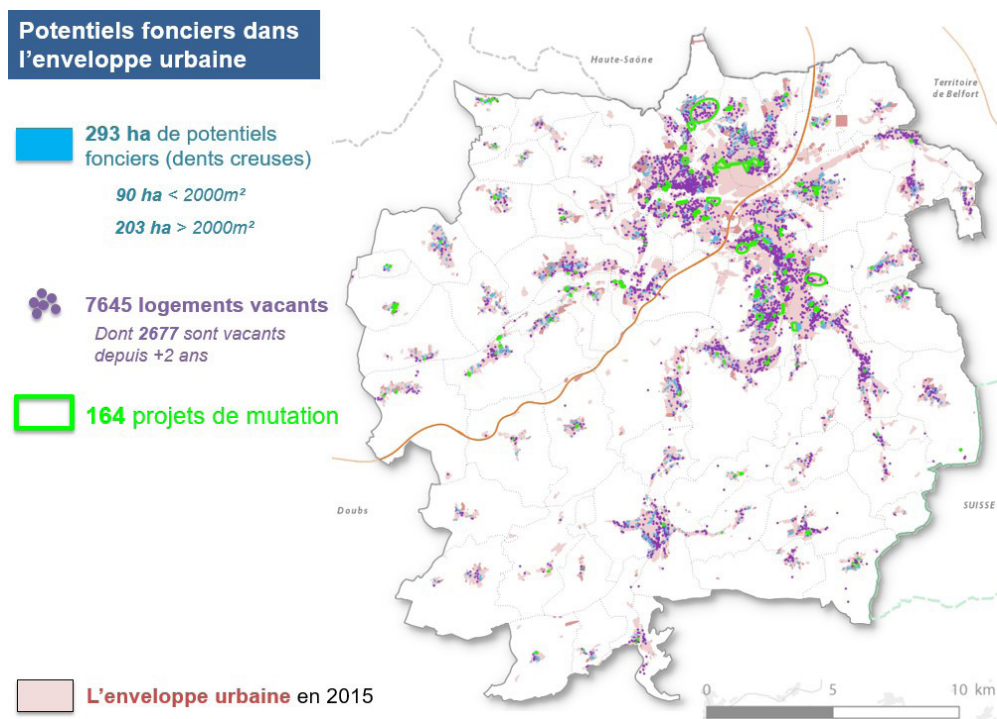 Potentiels fonciers dans
l'enveloppe urbaine
293 ha de potentiels
fonciers (dents creuses)
90 ha < 2000m²
203 ha > 2000m²
7645 logements vacants
Dont 2677 sont vacants
depuis +2 ans
164 projets de mutation
L'enveloppe urbaine en 2015
Haute-Saône
Territoire
de Belfort
Doubs
SUISSE
0 5 10 km